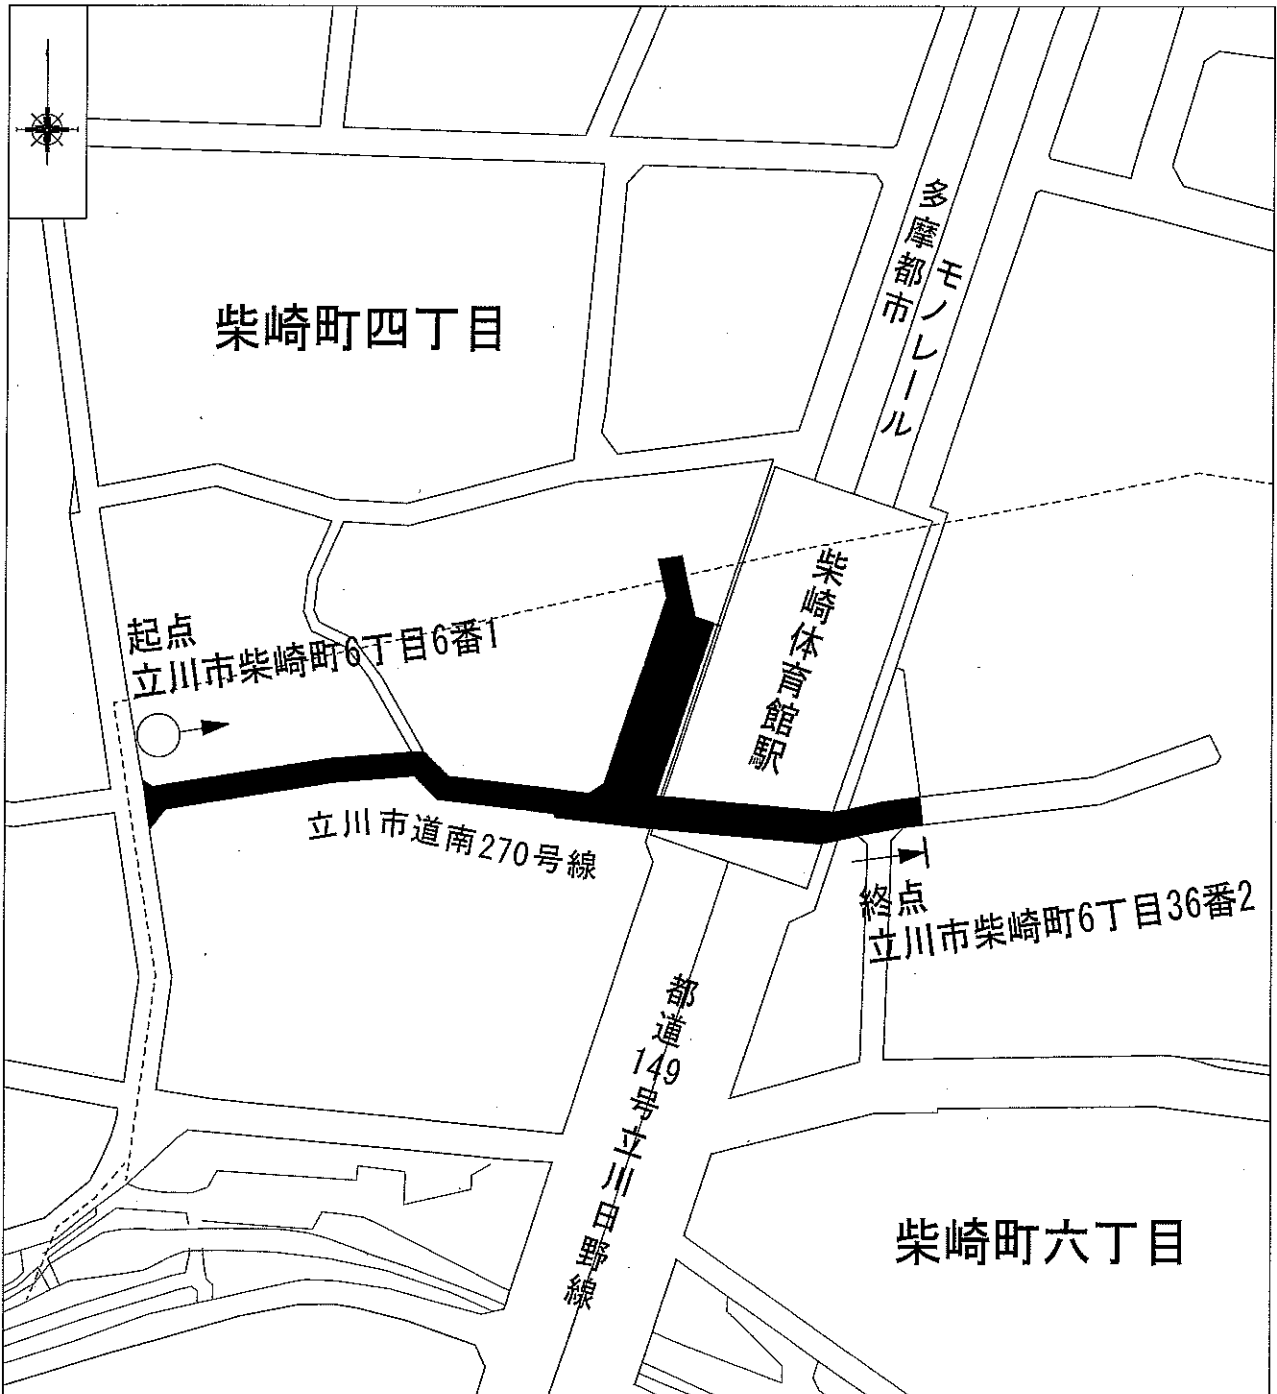 多摩都市
モノレール
柴崎町四丁目
柴崎体育館駅
起点
立川市柴崎町6丁目6番1
立川市道南270号線
終点
立川市柴崎町6丁目36番2
都道149号立川日野線
柴崎町六丁目